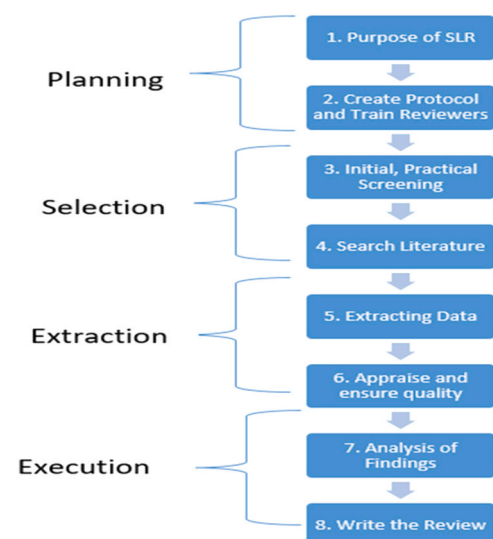 Planning
1. Purpose of SLR
2. Create Protocol
and Train Reviewers
Selection
3. Initial, Practical
Screening
4. Search Literature
Extraction
5. Extracting Data
6. Appraise and
ensure quality
Execution
7. Analysis of
Findings
8. Write the Review